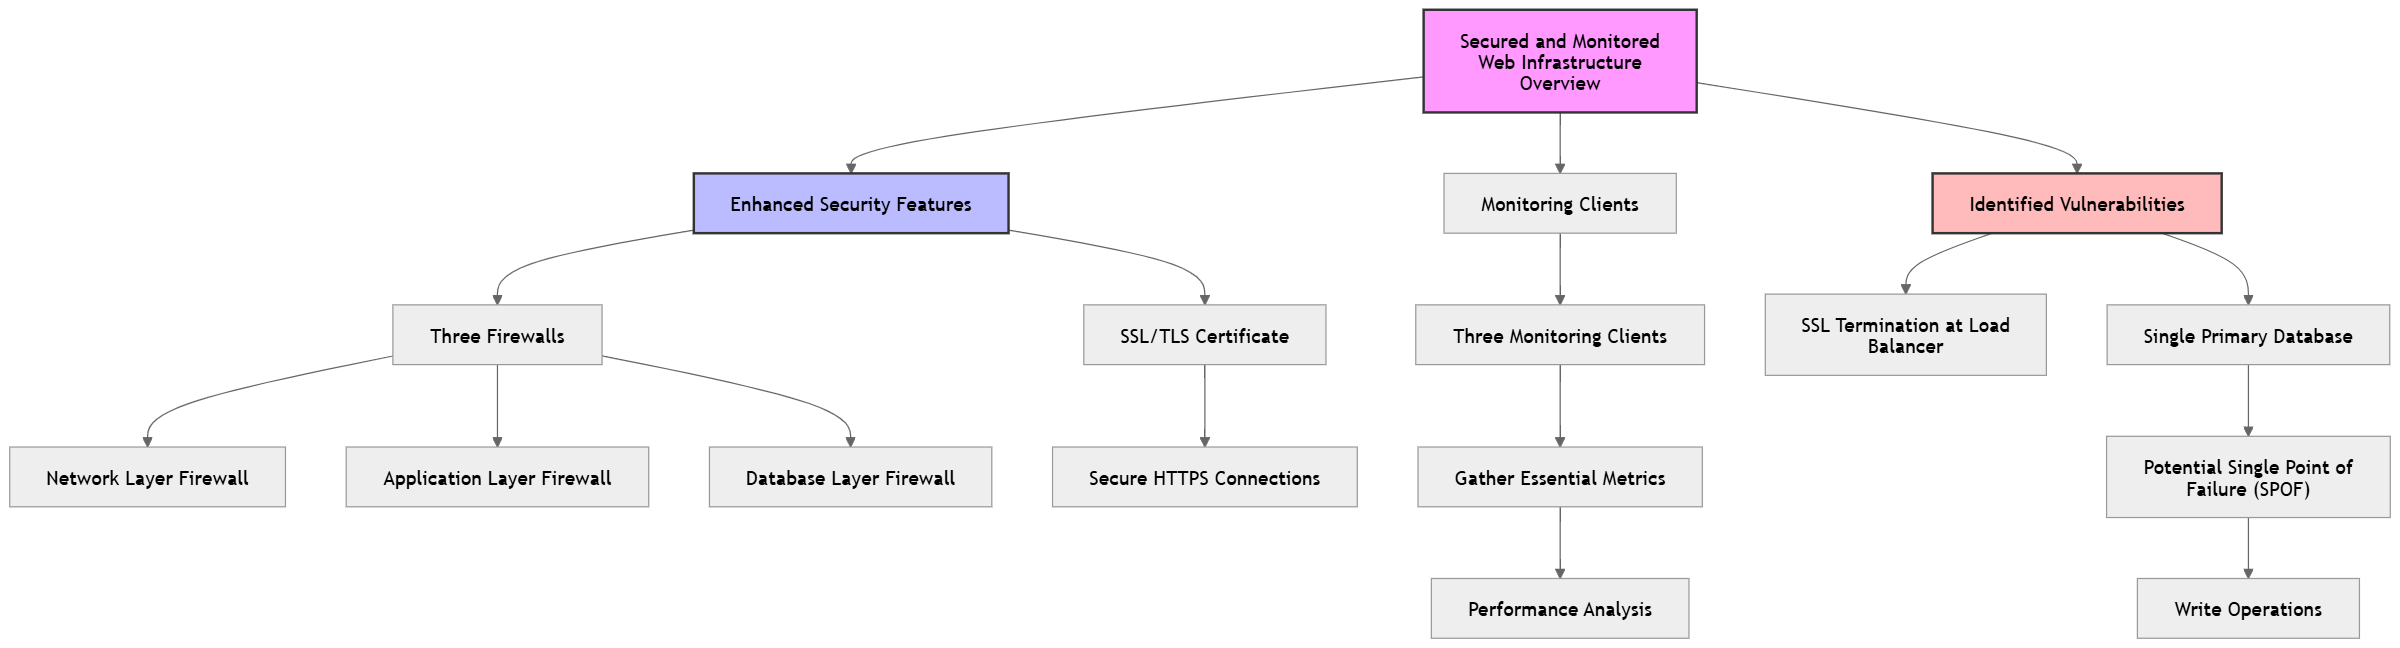 Secured and Monitored
Web Infrastructure
Overview
Enhanced Security Features
Monitoring Clients
Identified Vulnerabilities
Three Firewalls
SSL/TLS Certificate
Three Monitoring Clients
SSL Termination at Load
Balancer
Single Primary Database
Network Layer Firewall
Application Layer Firewall
Database Layer Firewall
Secure HTTPS Connections
Gather Essential Metrics
Potential Single Point of
Failure (SPOF)
Performance Analysis
Write Operations